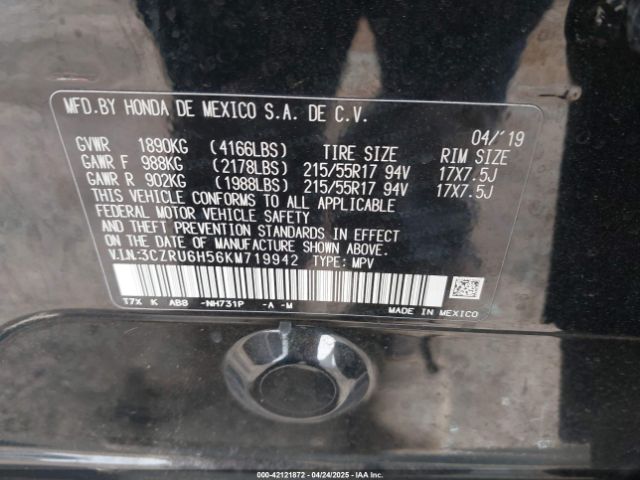 MFD.BY HONDA DE MEXICO S.A. DE C.V.
04/'19
GVWR 1890KG (4166LBS) TIRE SIZE RIM SIZE
GAWR F 988KG (2178LBS) 215/55R17 94V 17X7.5J
GAWR R 902KG (1988LBS) 215/55R17 94V 17X7.5J
THIS VEHICLE CONFORMS TO ALL APPLICABLE
FEDERAL MOTOR VEHICLE SAFETY
AND THEFT PREVENTION STANDARDS IN EFFECT
ON THE DATE OF MANUFACTURE SHOWN ABOVE.
V.I.N:3CZRU6H56KM719942 TYPE: MPV
T7X K AB8 -NH731P -A -M
MADE IN MEXICO
000-42121872 - 04/24/2025 - IAAI.com